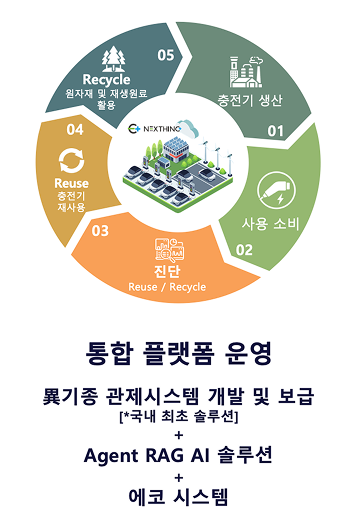 05
Recycle
원자재 및 재생원료
활용
충전기 생산
01
04
Reuse
충전기
재사용
NEXTHING
사용 소비
02
03
진단
Reuse / Recycle
통합 플랫폼 운영
異기종 관제시스템 개발 및 보급
[*국내 최초 솔루션]
+
Agent RAG AI 솔루션
+
에코 시스템